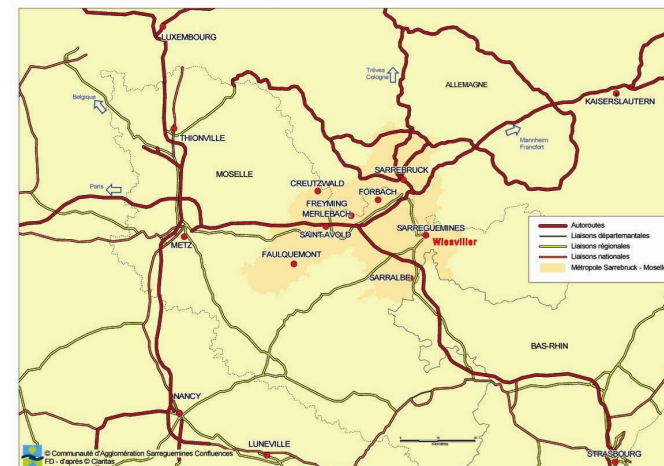 LUXEMBOURG
Trèves
Cologne
ALLEMAGNE
KAISERSLAUTERN
Belgique
THIONVILLE
Mannheim
Francfort
MOSELLE
SARREBRUCK
CREUTZWALD
FORBACH
Paris
FREYMING
MERLEBACH
SAINT-AVOLD
SARREGUEMINES
METZ
Wiesviller
FAULQUEMONT
SARRALBE
Autoroutes
Liaisons départementales
Liaisons régionales
Liaisons nationales
Métropole Sarrebruck - Moselle
BAS-RHIN
NANCY
LUNEVILLE
STRASBOURG
© Communauté d'Agglomération Sarreguemines Confluences
FD - d'après © Claritas